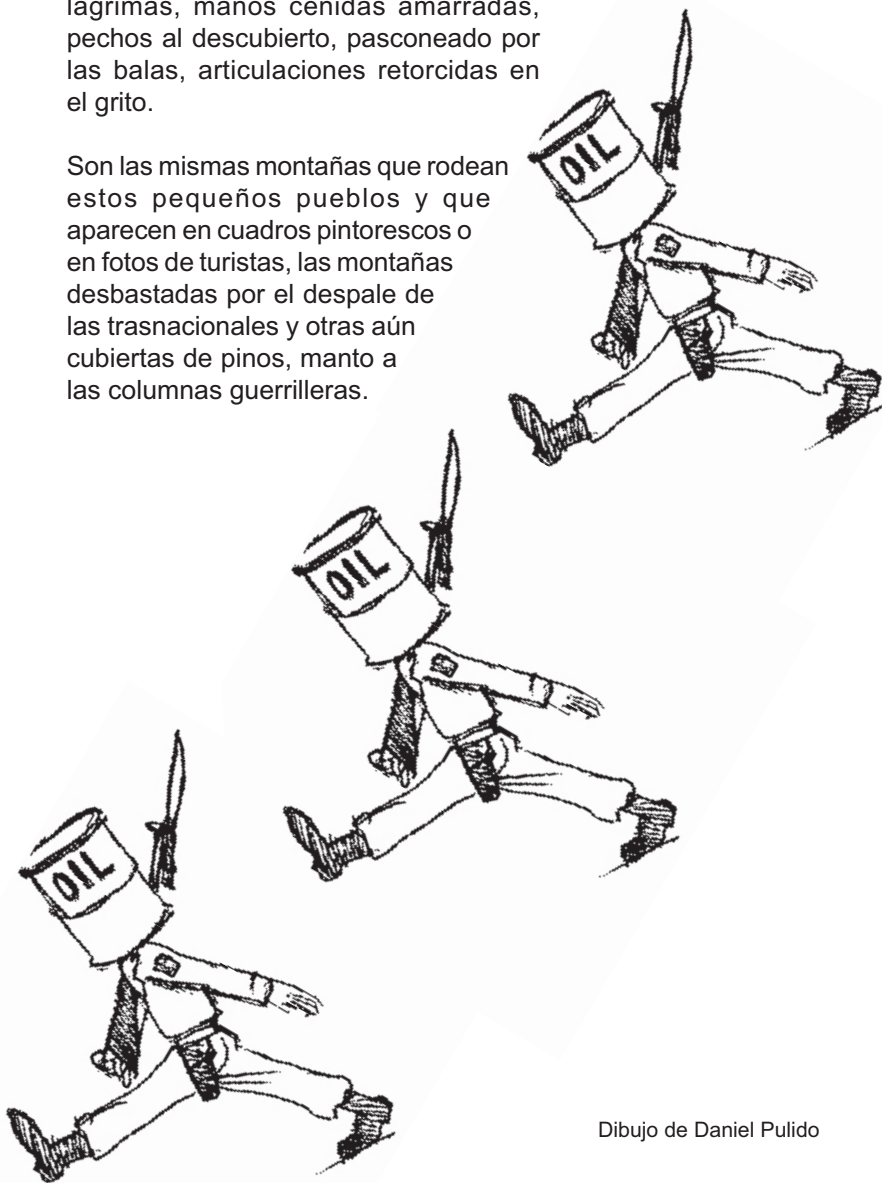 lágrimas, manos ceñidas amarradas,
pechos al descubierto, pasconeado por
las balas, articulaciones retorcidas en
el grito.
Son las mismas montañas que rodean
estos pequeños pueblos y que
aparecen en cuadros pintorescos o
en fotos de turistas, las montañas
desbastadas por el despale de
las trasnacionales y otras aún
cubiertas de pinos, manto a
las columnas guerrilleras.
OIL
OIL
OIL
Dibujo de Daniel Pulido